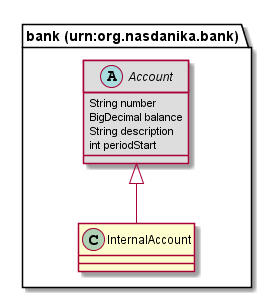 bank (urn:org.nasdanika.bank)
A Account
String number
BigDecimal balance
String description
int periodStart
C InternalAccount